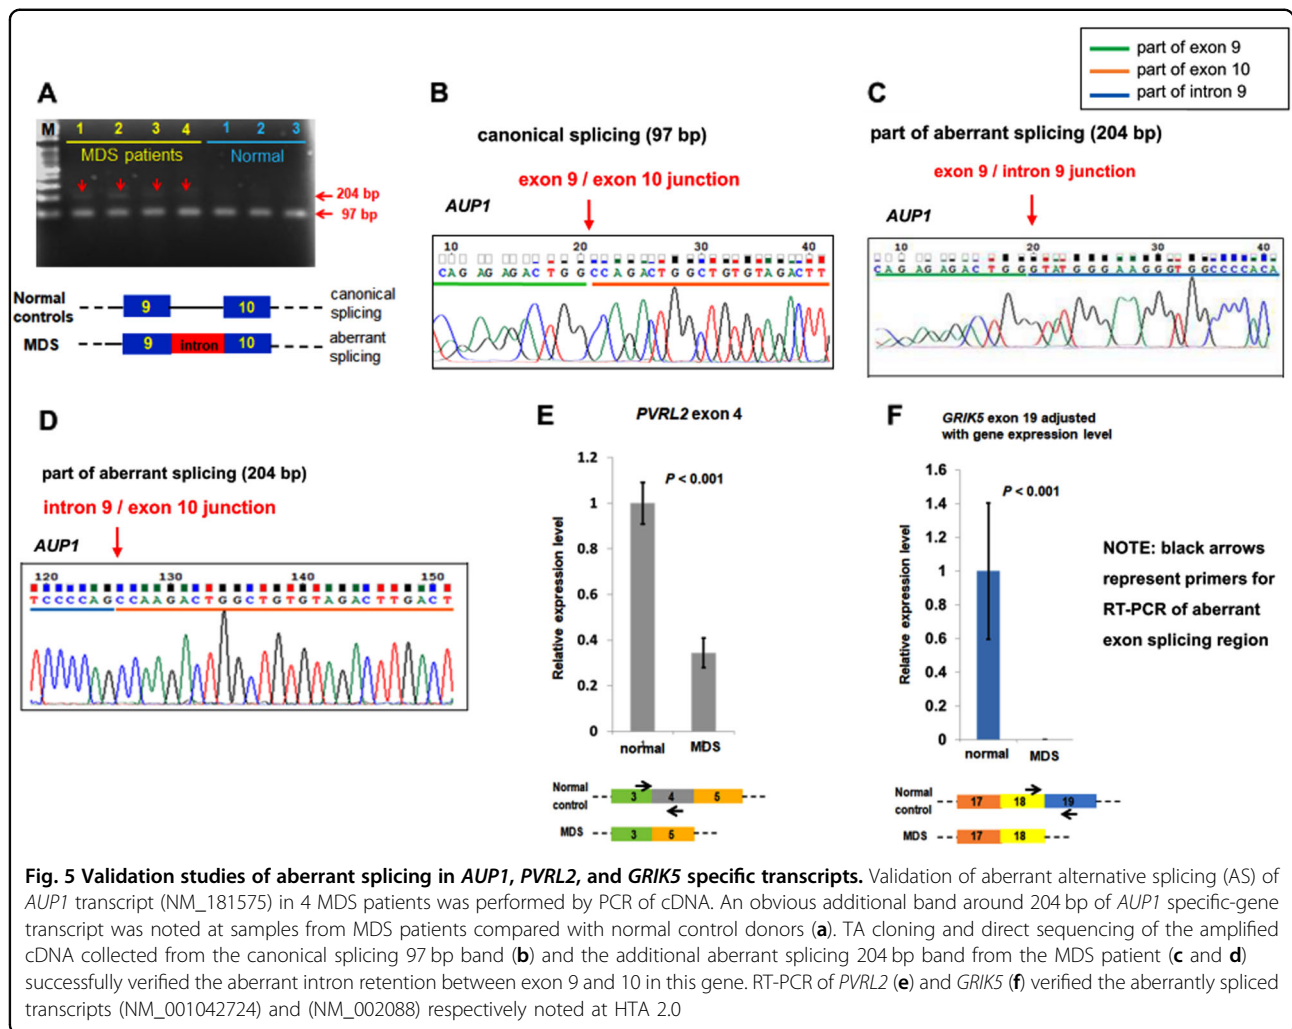 part of exon 9
part of exon 10
part of intron 9
A
M 1 2 3 4 1 2 3
MDS patients Normal
204 bp
97 bp
Normal controls 9 10 canonical splicing
MDS 9 intron 10 aberrant splicing
B
canonical splicing (97 bp)
exon 9 / exon 10 junction
AUP1
10 20 30 40
CAGAGAGACTGGCCAGACTGGCTGTGTAGACTT
C
part of aberrant splicing (204 bp)
exon 9 / intron 9 junction
AUP1
10 20 30 40
CAGAGAGACTGGGTATGGGAAGGGTGGCCCCACA
D
part of aberrant splicing (204 bp)
intron 9 / exon 10 junction
AUP1
120 130 140 150
TCCCCAGCCAAGACTGGCTGTGTAGACTTGACT
E
PVRL2 exon 4
Relative expression level
1.2
1
0.8
0.6
0.4
0.2
0
P < 0.001
normal MDS
Normal control 3 4 5
MDS 3 5
F
GRIK5 exon 19 adjusted
with gene expression level
Relative expression level
1.6
1.4
1.2
1
0.8
0.6
0.4
0.2
0
P < 0.001
normal MDS
Normal control 17 18 19
MDS 17 18
NOTE: black arrows
represent primers for
RT-PCR of aberrant
exon splicing region
Fig. 5 Validation studies of aberrant splicing in AUP1, PVRL2, and GRIK5 specific transcripts. Validation of aberrant alternative splicing (AS) of
AUP1 transcript (NM_181575) in 4 MDS patients was performed by PCR of cDNA. An obvious additional band around 204 bp of AUP1 specific-gene
transcript was noted at samples from MDS patients compared with normal control donors (a). TA cloning and direct sequencing of the amplified
cDNA collected from the canonical splicing 97 bp band (b) and the additional aberrant splicing 204 bp band from the MDS patient (c and d)
successfully verified the aberrant intron retention between exon 9 and 10 in this gene. RT-PCR of PVRL2 (e) and GRIK5 (f) verified the aberrantly spliced
transcripts (NM_001042724) and (NM_002088) respectively noted at HTA 2.0